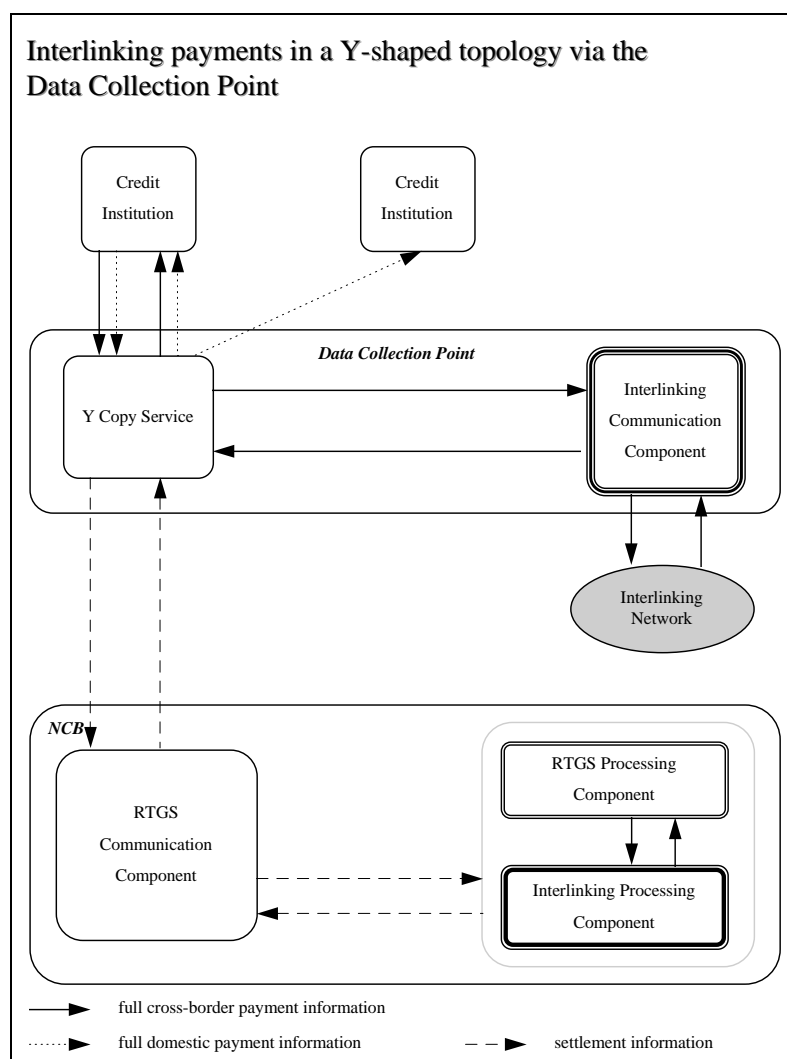 Interlinking payments in a Y-shaped topology via the
Data Collection Point
Credit
Institution
Credit
Institution
Data Collection Point
Y Copy Service
Interlinking
Communication
Component
Interlinking
Network
NCB
RTGS
Communication
Component
RTGS Processing
Component
Interlinking Processing
Component
full cross-border payment information
full domestic payment information
settlement information